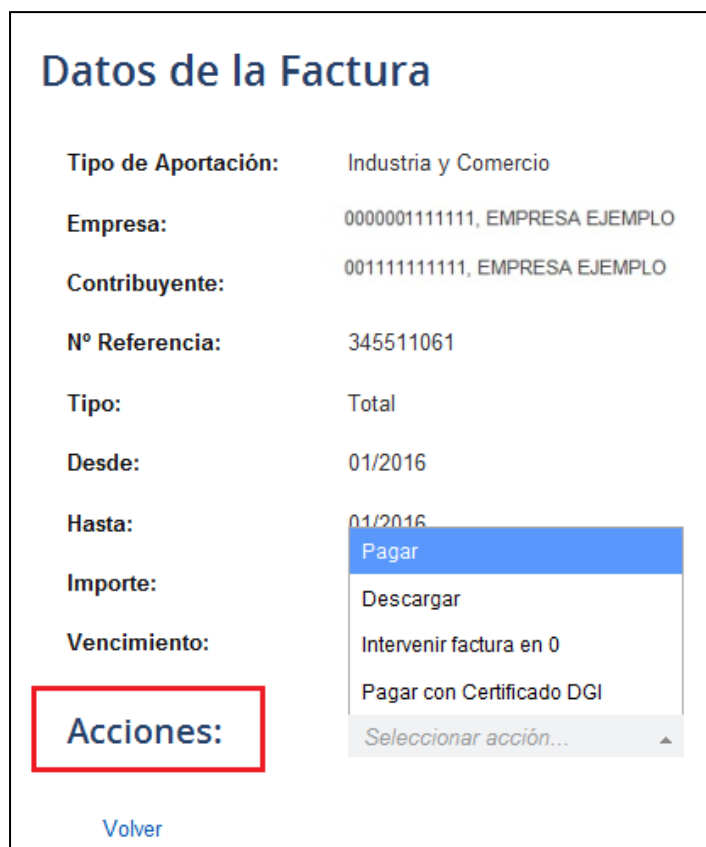 Datos de la Factura
Tipo de Aportación: Industria y Comercio
Empresa: 0000001111111, EMPRESA EJEMPLO
Contribuyente: 001111111111, EMPRESA EJEMPLO
Nº Referencia: 345511061
Tipo: Total
Desde: 01/2016
Hasta: 01/2016
Pagar
Importe:
Descargar
Vencimiento: Intervenir factura en 0
Pagar con Certificado DGI
Acciones: Seleccionar acción...
Volver